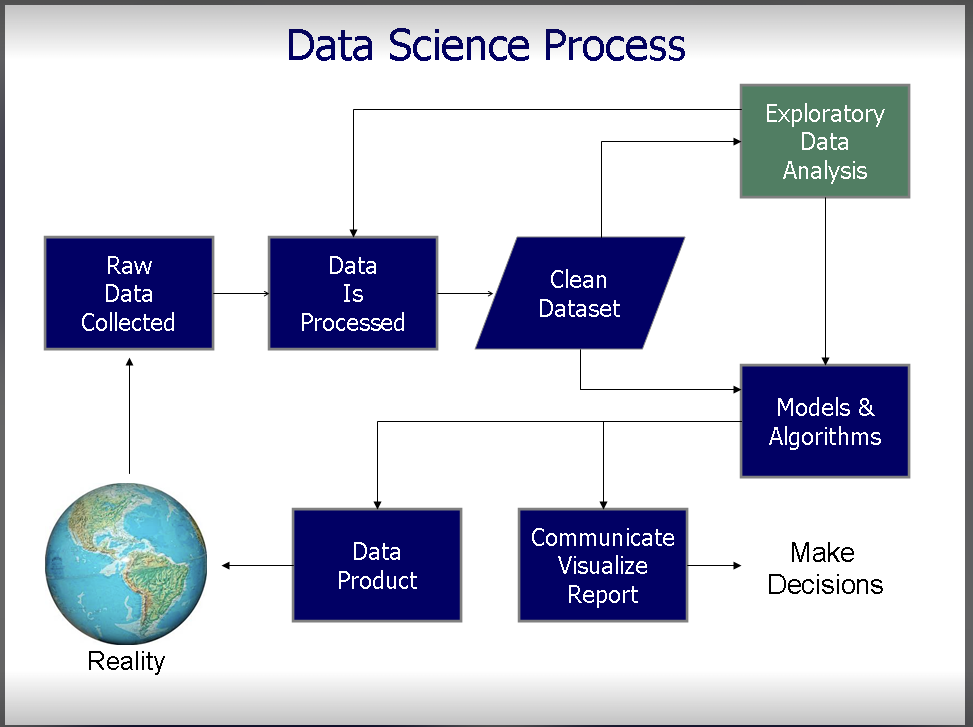 Data Science Process
Exploratory
Data
Analysis
Raw
Data
Collected
Data
Is
Processed
Clean
Dataset
Models &
Algorithms
Data
Product
Communicate
Visualize
Report
Make
Decisions
Reality